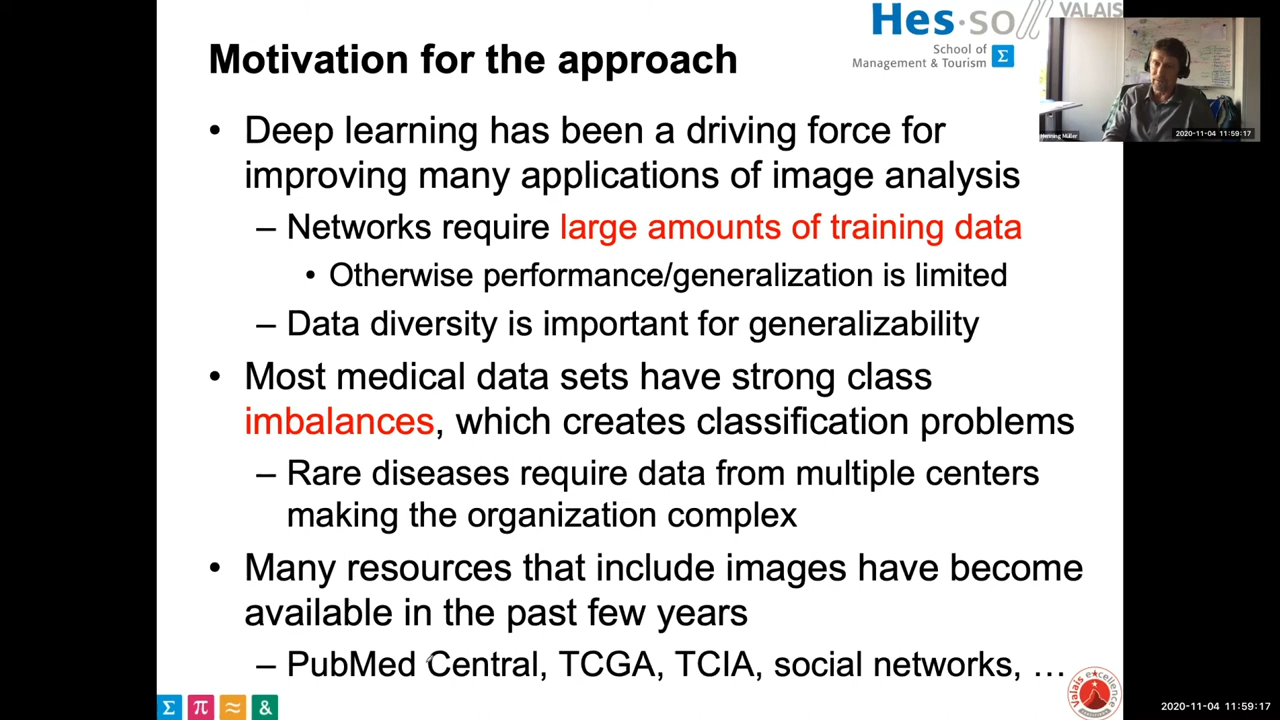 Hes·so VALAIS
School of
Management & Tourism Σ
Motivation for the approach
• Deep learning has been a driving force for
improving many applications of image analysis
– Networks require large amounts of training data
• Otherwise performance/generalization is limited
– Data diversity is important for generalizability
• Most medical data sets have strong class
imbalances, which creates classification problems
– Rare diseases require data from multiple centers
making the organization complex
• Many resources that include images have become
available in the past few years
– PubMed Central, TCGA, TCIA, social networks, …
Σ π ≈ &
Henning Müller
2020-11-04 11:59:17
Valais excellence
2020-11-04 11:59:17